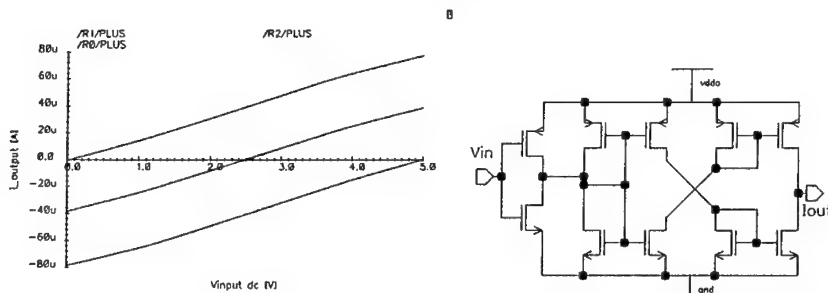 /R1/PLUS
/R0/PLUS
/R2/PLUS
80u
60u
40u
20u
0.0
-20u
-40u
-60u
-80u
I_output [A]
0.0
1.0
2.0
3.0
4.0
5.0
Vinput dc [V]
vdd
Vin
Iout
gnd